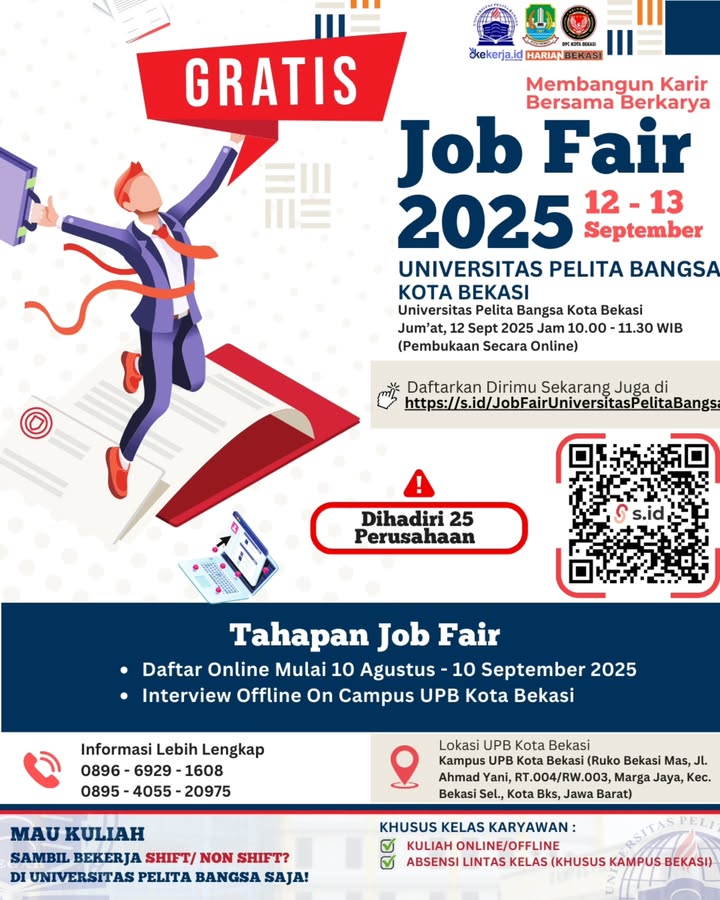 GRATIS
UNIVERSITAS PELITA BANGSA
DPC KOTA BEKASI
okekerja.id HARIAN BEKASI
Membangun Karir
Bersama Berkarya
Job Fair
2025
12 - 13
September
UNIVERSITAS PELITA BANGSA
KOTA BEKASI
Universitas Pelita Bangsa Kota Bekasi
Jum'at, 12 Sept 2025 Jam 10.00 - 11.30 WIB
(Pembukaan Secara Online)
Daftarkan Dirimu Sekarang Juga di
https://s.id/JobFairUniversitasPelitaBangsa
s.id
Dihadiri 25
Perusahaan
Tahapan Job Fair
• Daftar Online Mulai 10 Agustus - 10 September 2025
• Interview Offline On Campus UPB Kota Bekasi
Informasi Lebih Lengkap
0896 - 6929 - 1608
0895 - 4055 - 20975
Lokasi UPB Kota Bekasi
Kampus UPB Kota Bekasi (Ruko Bekasi Mas, Jl.
Ahmad Yani, RT.004/RW.003, Marga Jaya, Kec.
Bekasi Sel., Kota Bks, Jawa Barat)
MAU KULIAH
SAMBIL BEKERJA SHIFT/ NON SHIFT?
DI UNIVERSITAS PELITA BANGSA SAJA!
KHUSUS KELAS KARYAWAN :
KULIAH ONLINE/OFFLINE
ABSENSI LINTAS KELAS (KHUSUS KAMPUS BEKASI)